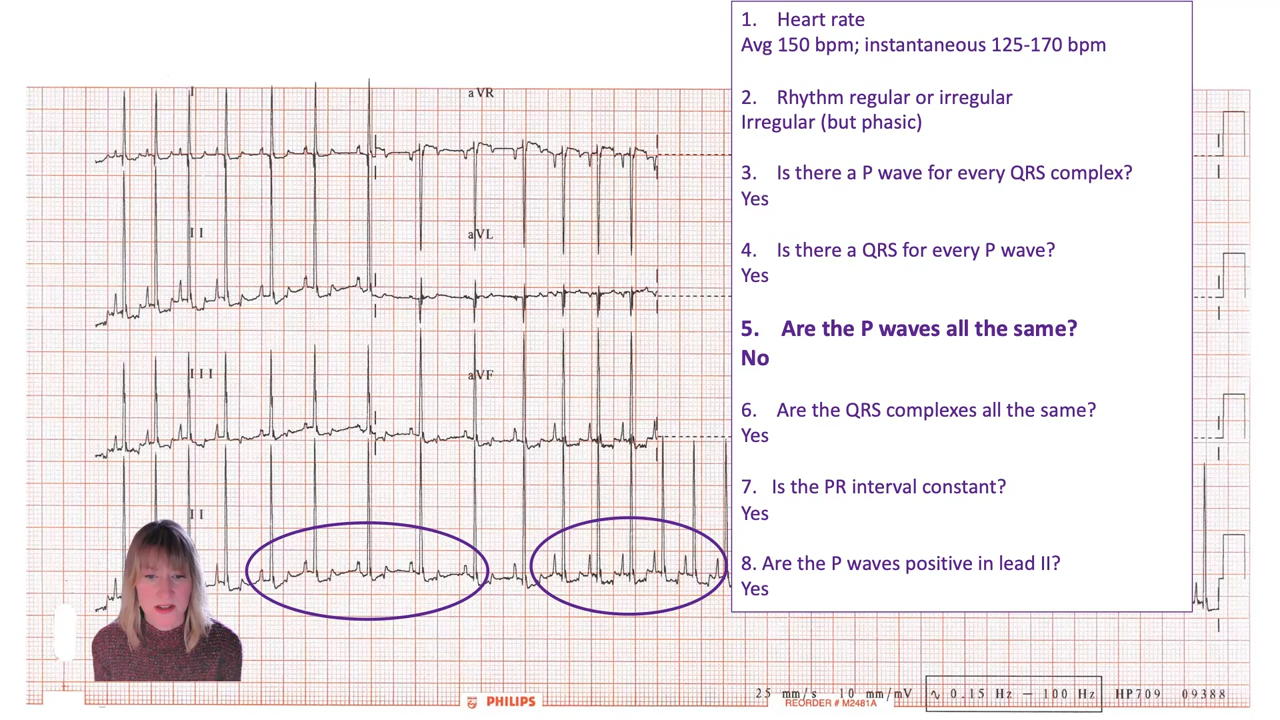 1. Heart rate
Avg 150 bpm; instantaneous 125-170 bpm
2. Rhythm regular or irregular
Irregular (but phasic)
3. Is there a P wave for every QRS complex?
Yes
4. Is there a QRS for every P wave?
Yes
5. Are the P waves all the same?
No
6. Are the QRS complexes all the same?
Yes
7. Is the PR interval constant?
Yes
8. Are the P waves positive in lead II?
Yes
I
aVR
II
aVL
III
aVF
II
PHILIPS
25 mm/s 10 mm/mV ∿ 0.15 Hz — 100 Hz HP709 09388
REORDER # M2481A